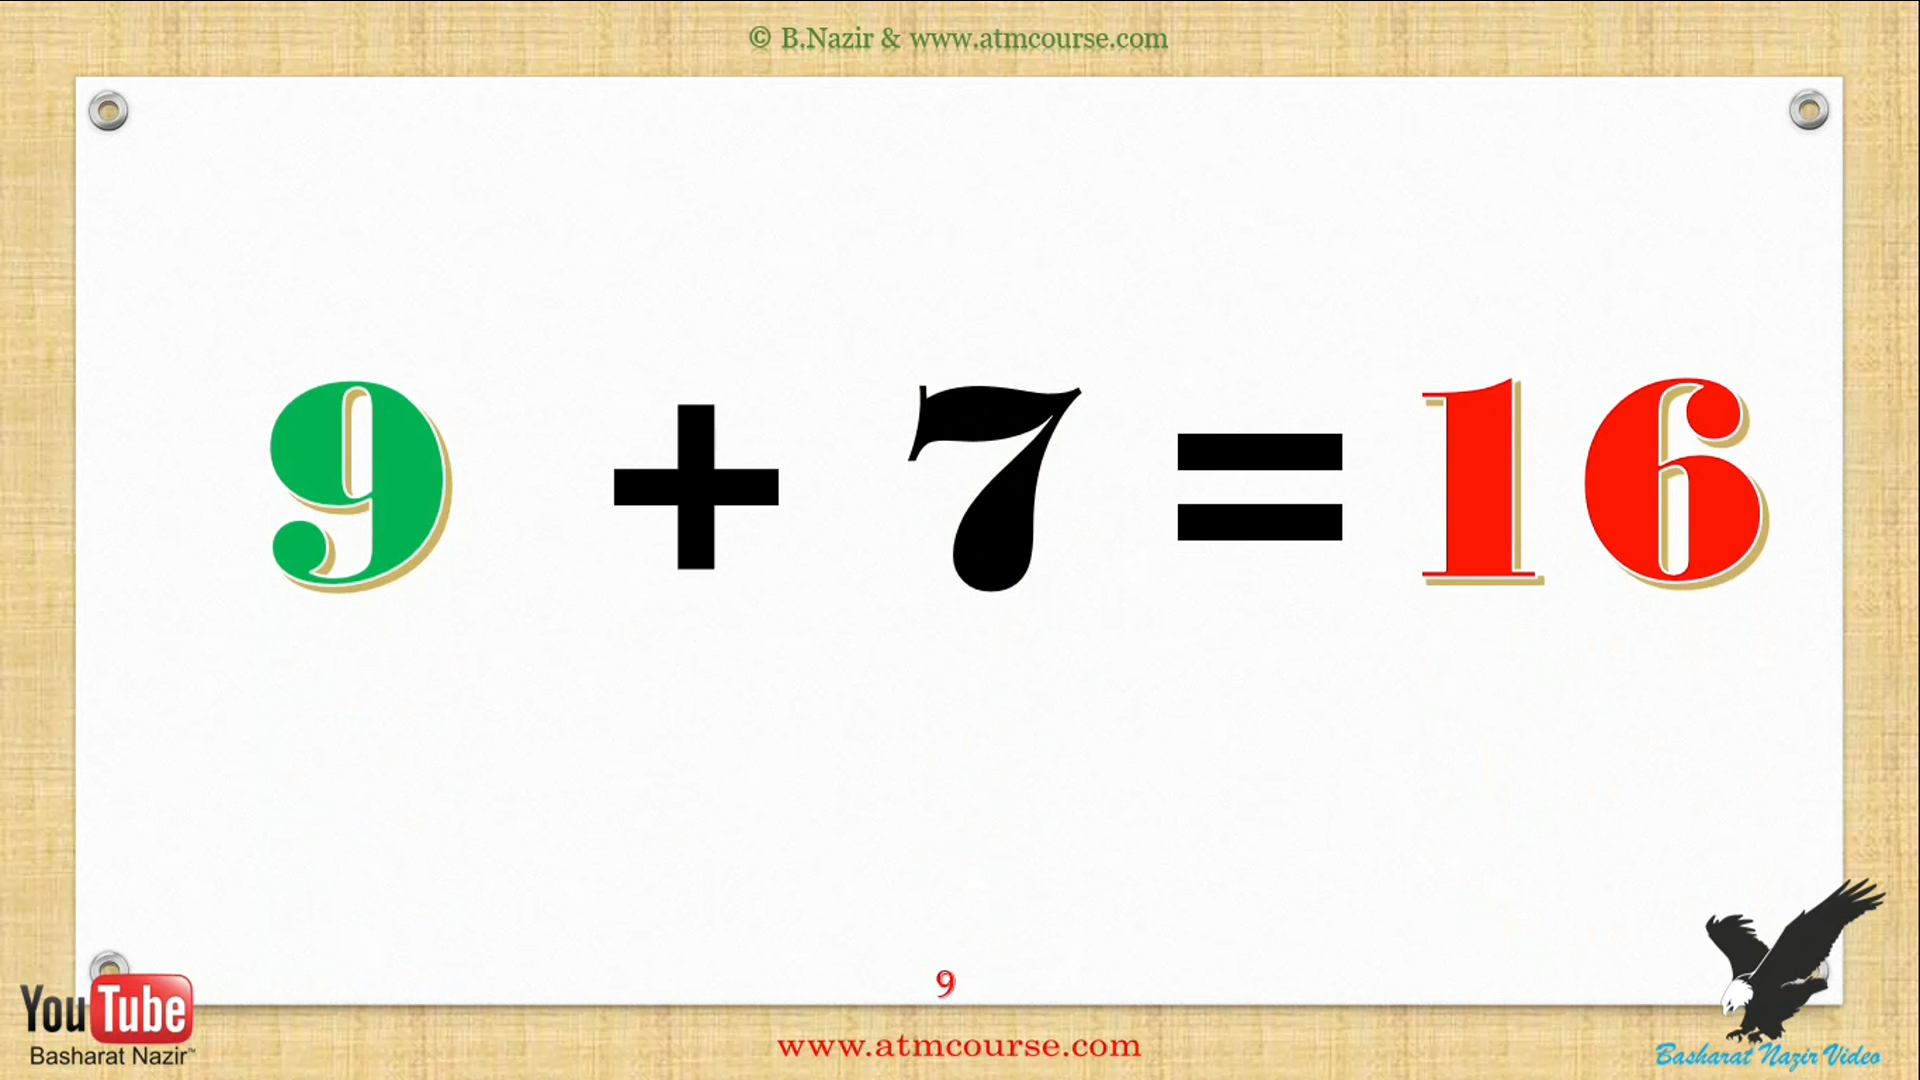 © B.Nazir & www.atmcourse.com
9 + 7 = 16
9
YouTube
Basharat Nazir™
www.atmcourse.com
Basharat Nazir Video